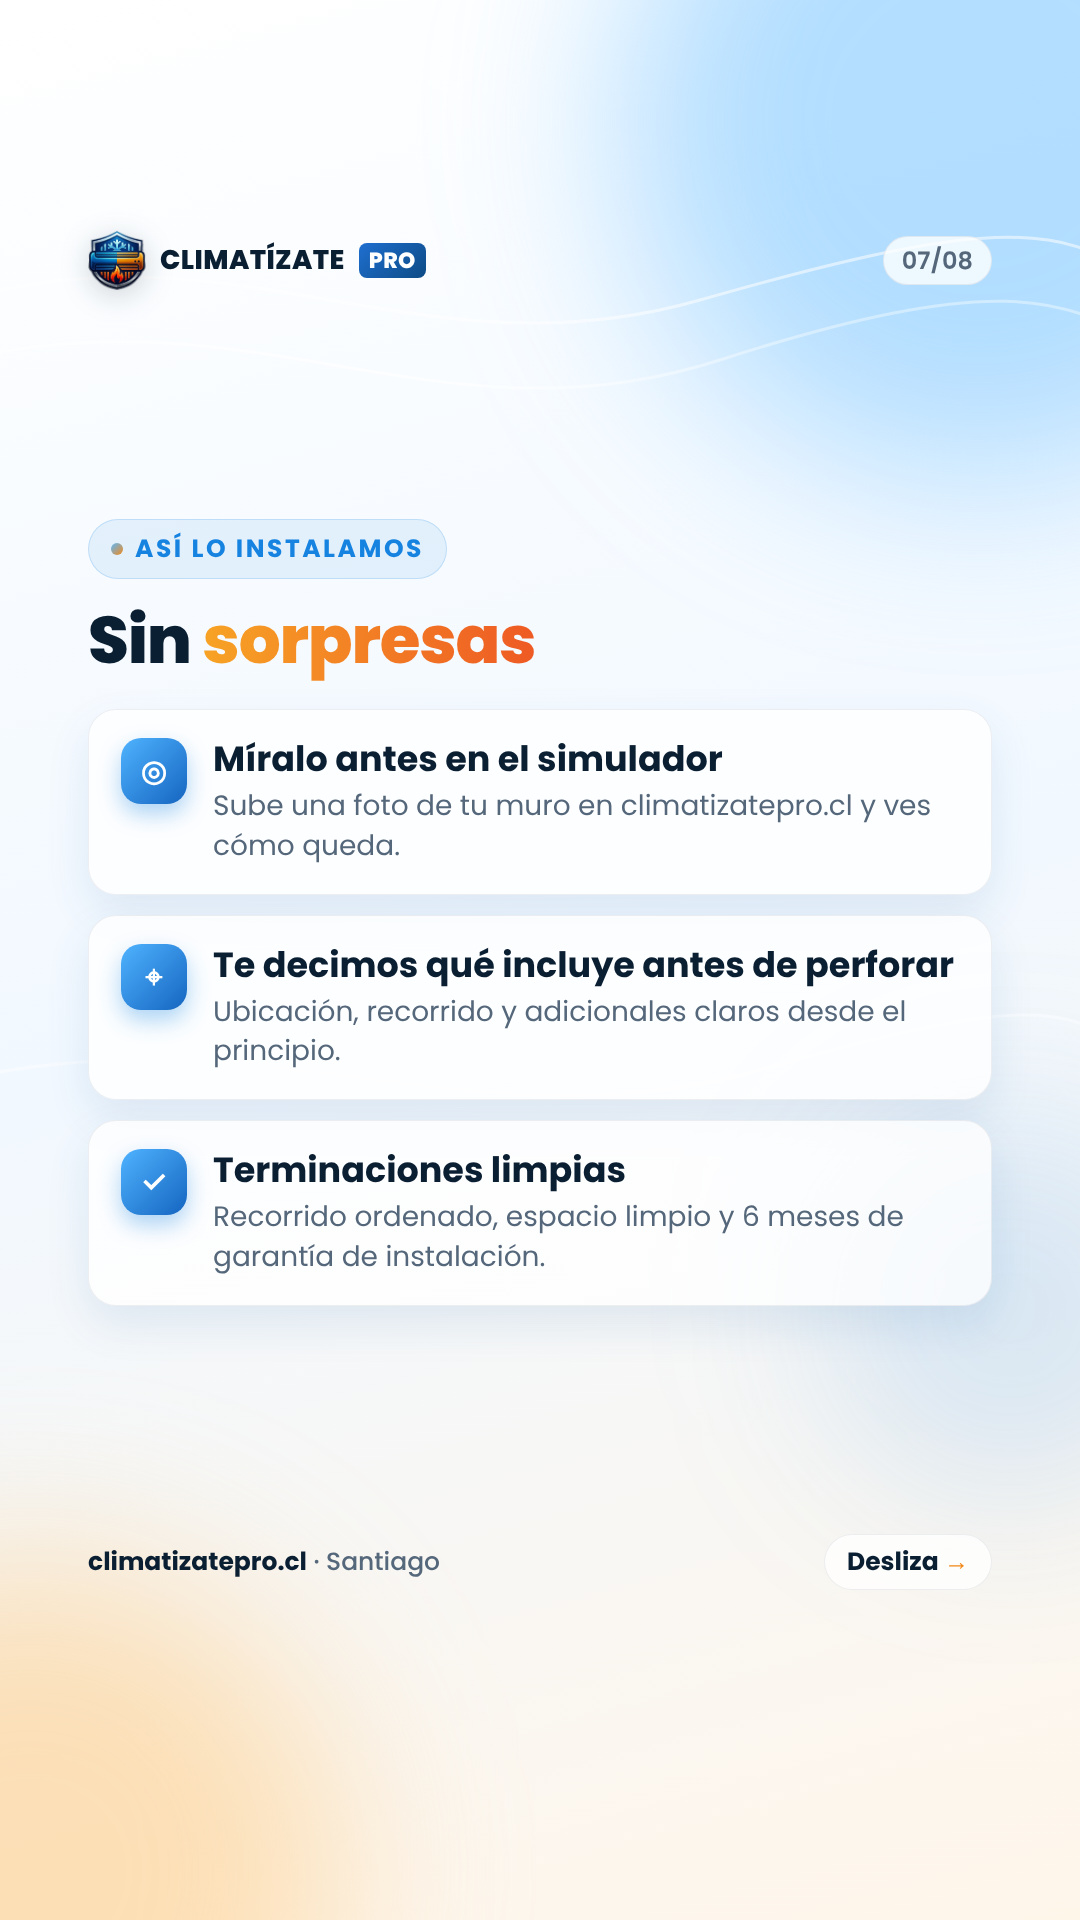 CLIMATÍZATE PRO
07/08
ASÍ LO INSTALAMOS
Sin sorpresas
Míralo antes en el simulador
Sube una foto de tu muro en climatizatepro.cl y ves
cómo queda.
Te decimos qué incluye antes de perforar
Ubicación, recorrido y adicionales claros desde el
principio.
Terminaciones limpias
Recorrido ordenado, espacio limpio y 6 meses de
garantía de instalación.
climatizatepro.cl · Santiago
Desliza →